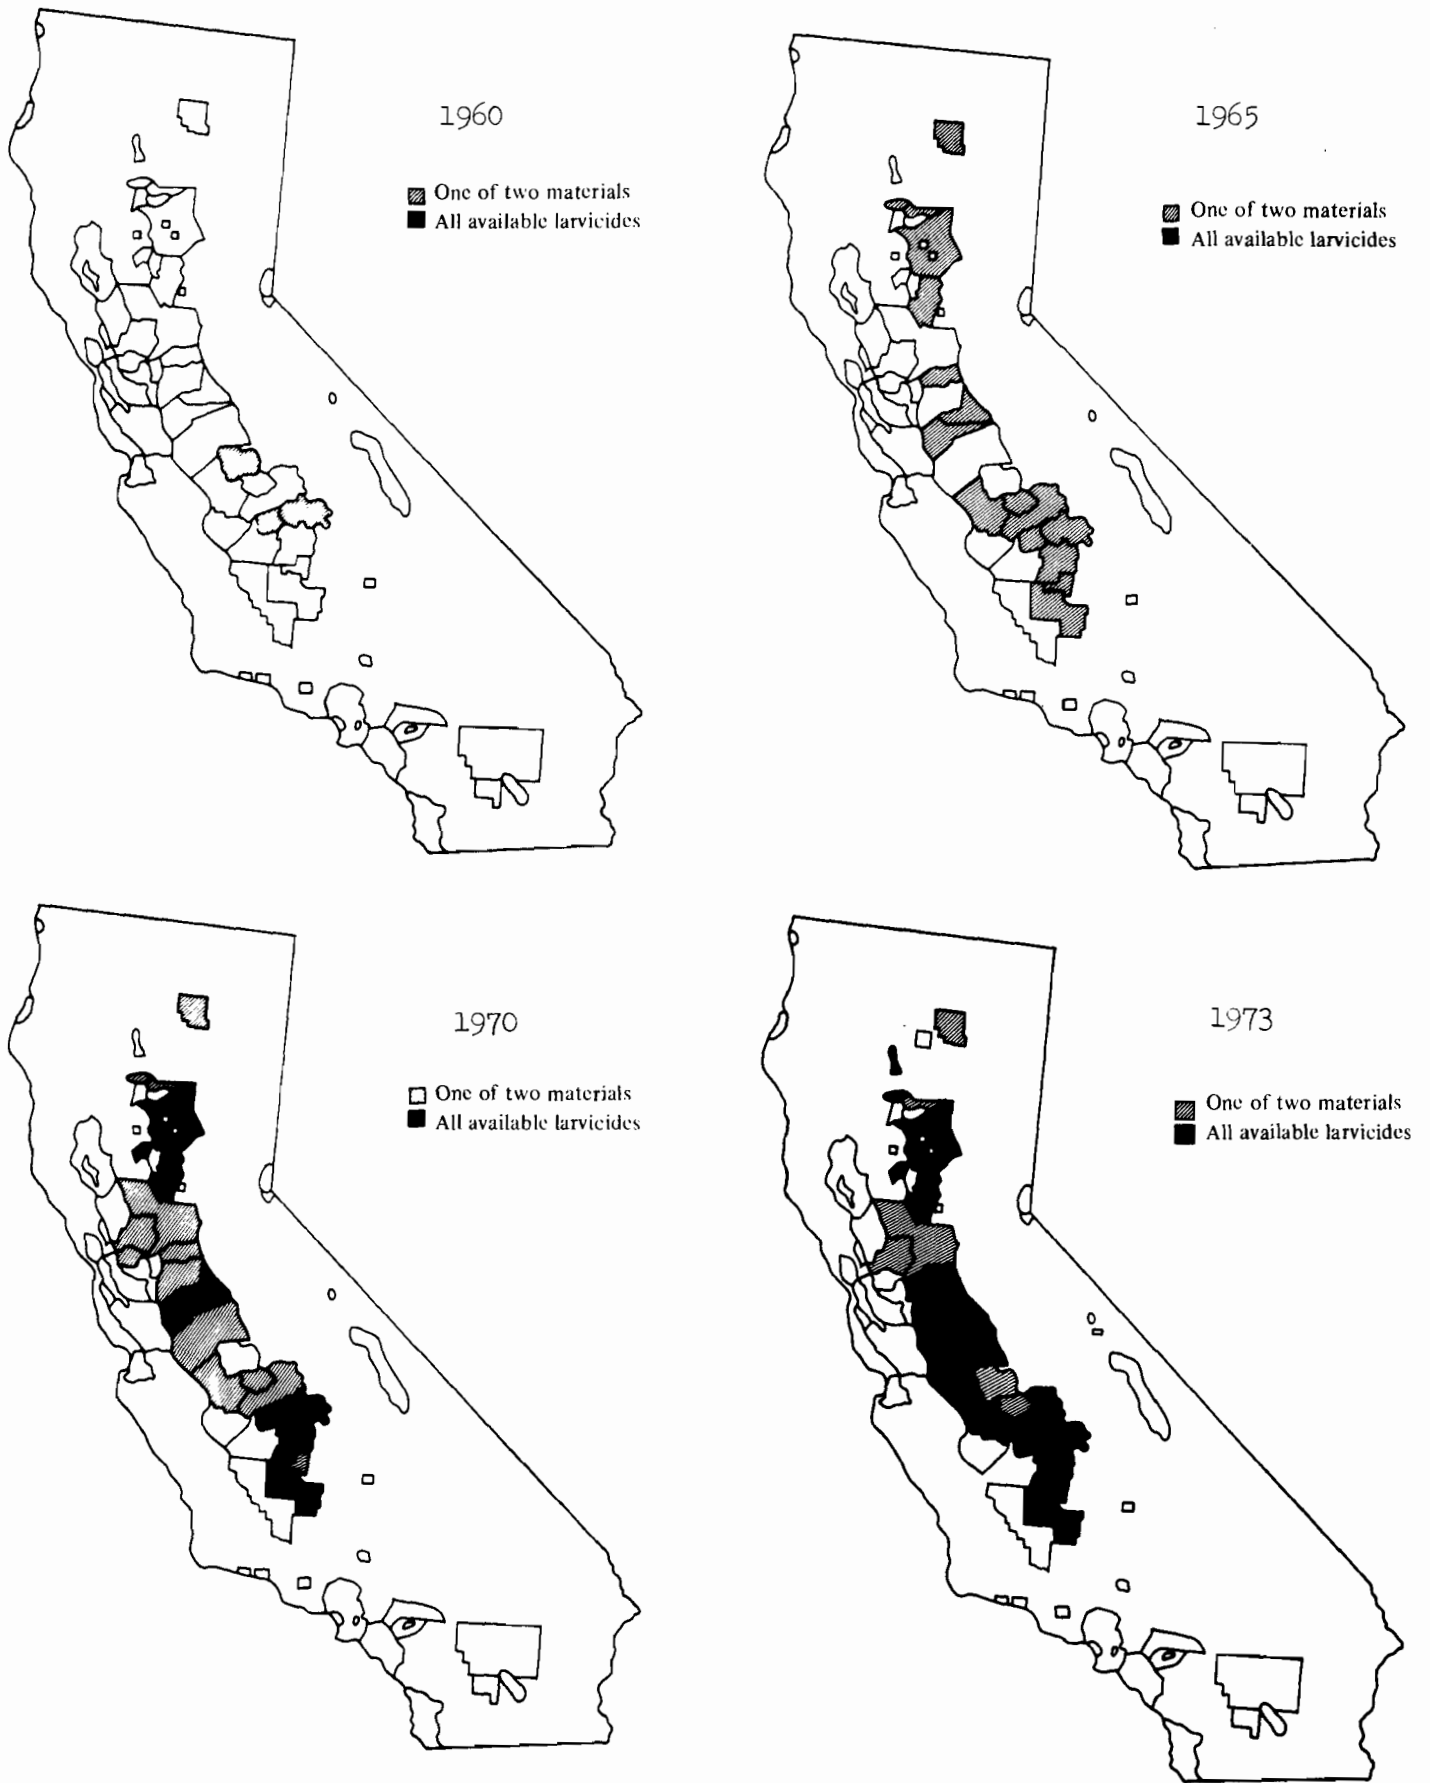 1960
One of two materials
All available larvicides
1965
One of two materials
All available larvicides
1970
One of two materials
All available larvicides
1973
One of two materials
All available larvicides